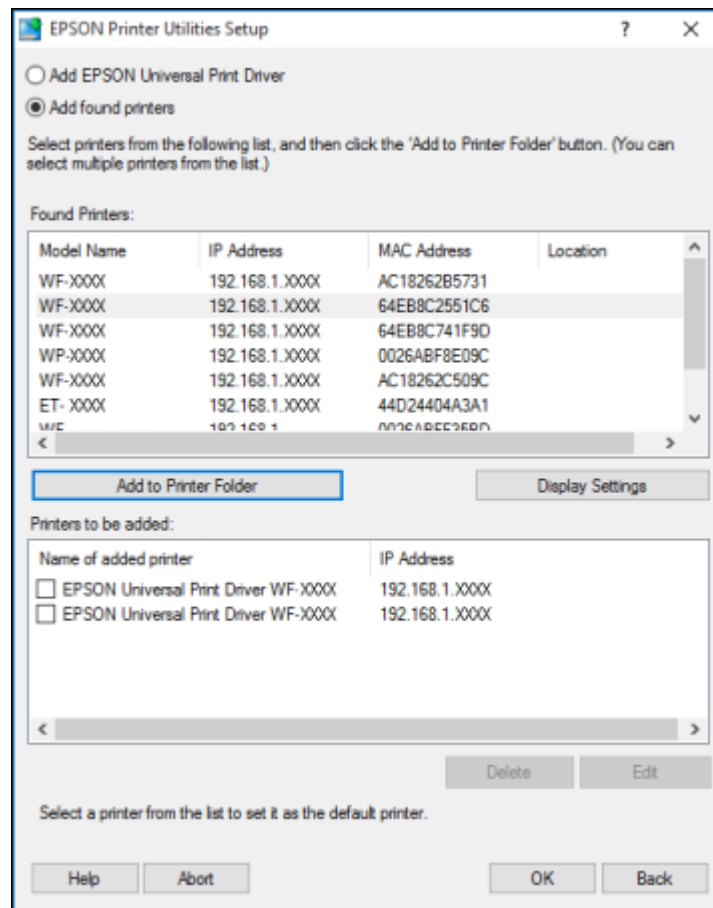 EPSON Printer Utilities Setup
Add EPSON Universal Print Driver
Add found printers
Select printers from the following list, and then click the 'Add to Printer Folder' button. (You can
select multiple printers from the list.)
Found Printers:
Model Name IP Address MAC Address Location
WF-XXXX 192.168.1.XXXX AC18262B5731
WF-XXXX 192.168.1.XXXX 64EB8C2551C6
WF-XXXX 192.168.1.XXXX 64EB8C741F9D
WP-XXXX 192.168.1.XXXX 0026ABF8E09C
WF-XXXX 192.168.1.XXXX AC18262C509C
ET- XXXX 192.168.1.XXXX 44D24404A3A1
WF 192.168.1
Add to Printer Folder Display Settings
Printers to be added:
Name of added printer IP Address
EPSON Universal Print Driver WF-XXXX 192.168.1.XXXX
EPSON Universal Print Driver WF-XXXX 192.168.1.XXXX
Delete Edit
Select a printer from the list to set it as the default printer.
Help Abort OK Back